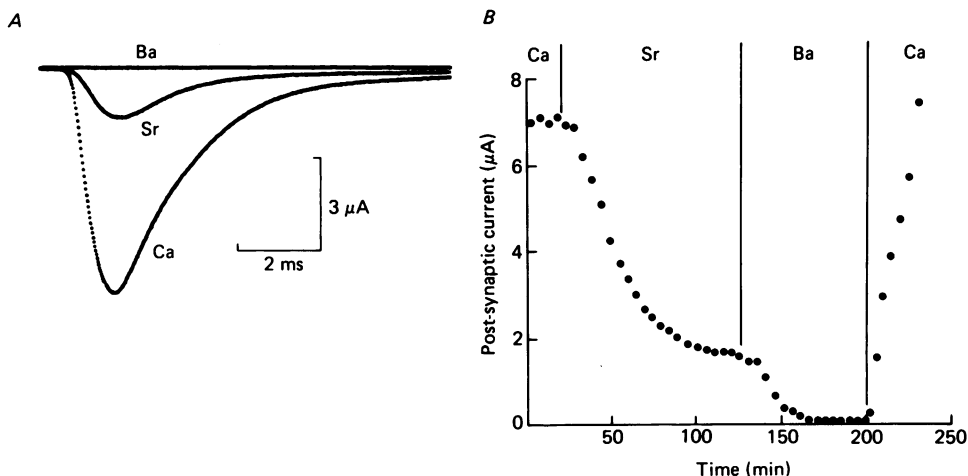 A
Ba
Sr
Ca
3 μA
2 ms
B
Ca Sr Ba Ca
Post-synaptic current (μA)
8
6
4
2
0
50 100 150 200 250
Time (min)